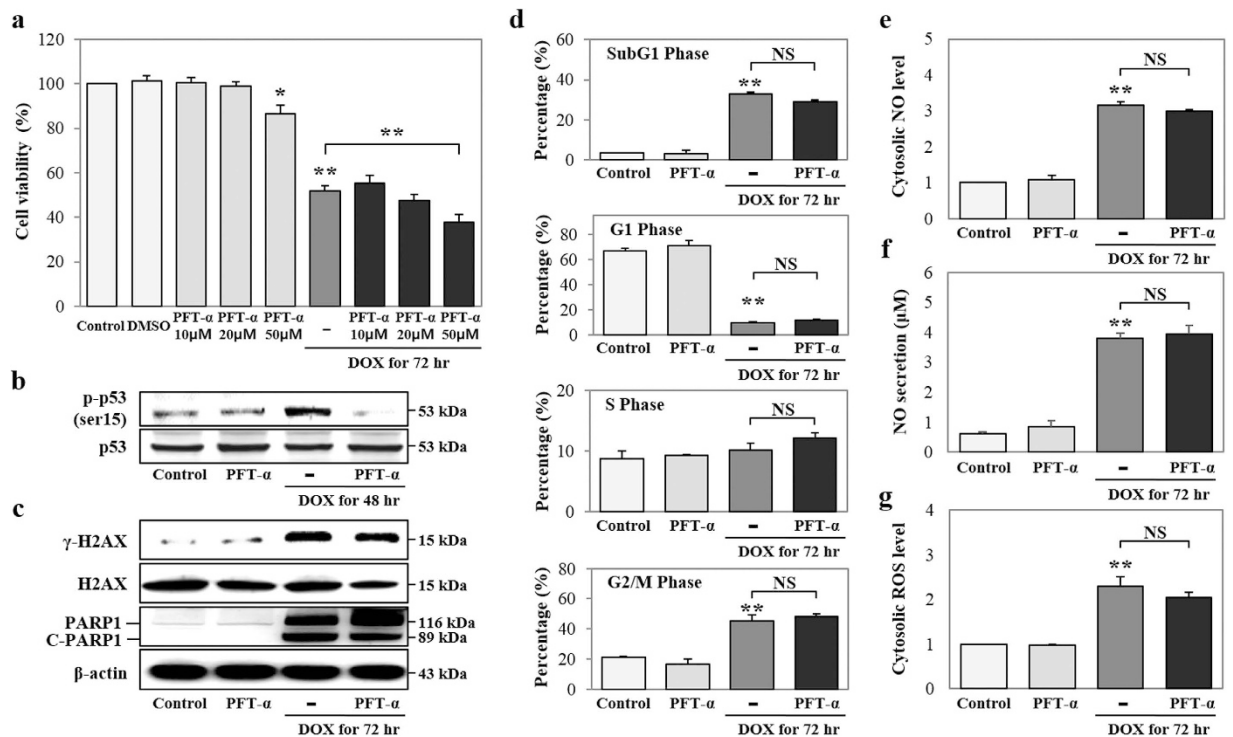 a
120
100
80
60
40
20
0
Cell viability (%)
*
**
**
Control DMSO PFT-α 10μM PFT-α 20μM PFT-α 50μM – PFT-α 10μM PFT-α 20μM PFT-α 50μM
DOX for 72 hr
b
p-p53
(ser15)
53 kDa
p53
53 kDa
Control PFT-α – PFT-α
DOX for 48 hr
c
γ-H2AX
15 kDa
H2AX
15 kDa
PARP1
116 kDa
C-PARP1
89 kDa
β-actin
43 kDa
Control PFT-α – PFT-α
DOX for 72 hr
d
SubG1 Phase
Percentage (%)
60
40
20
0
**
NS
Control PFT-α – PFT-α
DOX for 72 hr
G1 Phase
Percentage (%)
80
60
40
20
0
**
NS
Control PFT-α – PFT-α
DOX for 72 hr
S Phase
Percentage (%)
20
10
0
NS
Control PFT-α – PFT-α
DOX for 72 hr
G2/M Phase
Percentage (%)
80
60
40
20
0
**
NS
Control PFT-α – PFT-α
DOX for 72 hr
e
Cytosolic NO level
5
4
3
2
1
0
**
NS
Control PFT-α – PFT-α
DOX for 72 hr
f
NO secretion (μM)
6
5
4
3
2
1
0
**
NS
Control PFT-α – PFT-α
DOX for 72 hr
g
Cytosolic ROS level
4
3
2
1
0
**
NS
Control PFT-α – PFT-α
DOX for 72 hr